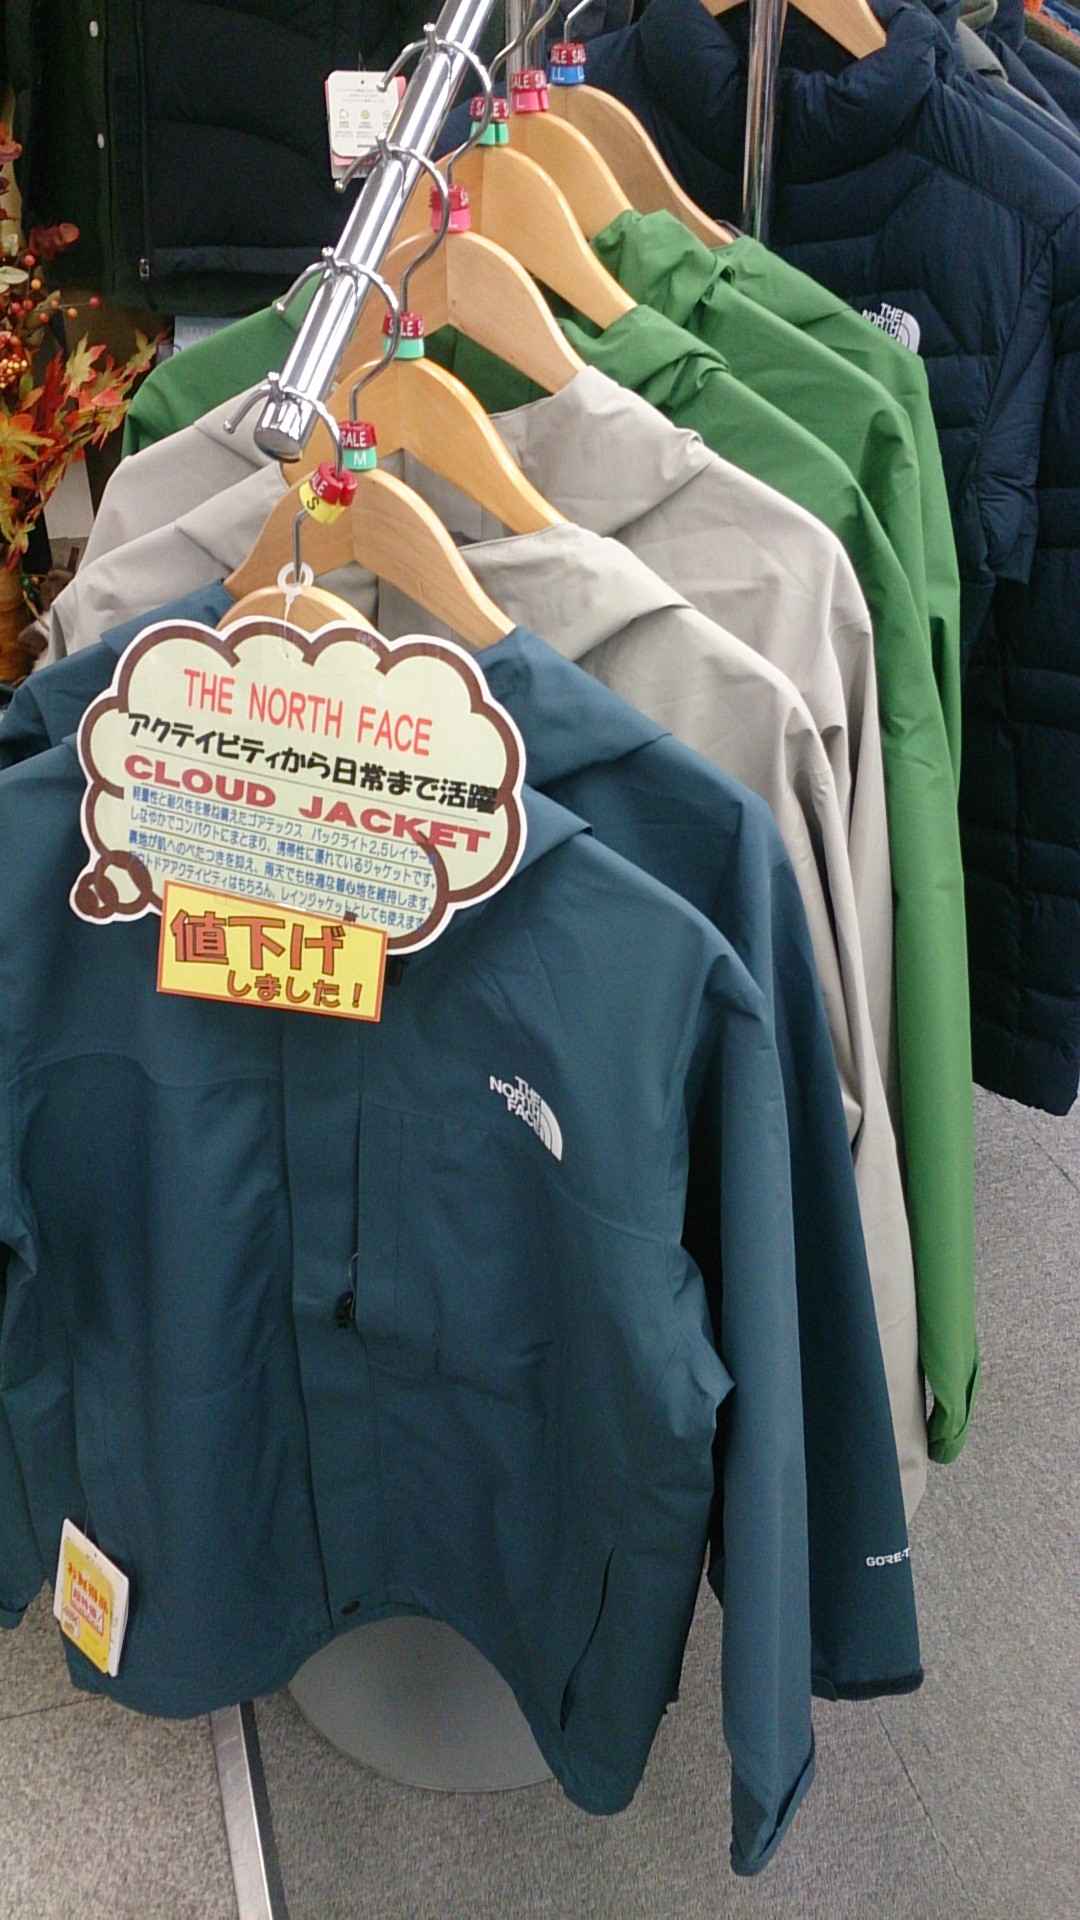 SALE SALE
LL
SALE
L
SALE
SALE
SALE
SALE
M
SALE
S
THE
NORTH
THE NORTH FACE
アクティビティから日常まで活躍
CLOUD JACKET
軽量性と耐久性を兼ね備えたゴアテックス パックライト2.5レイヤー
しなやかでコンパクトにまとまり、携帯性に優れているジャケットです。
裏地が肌へのべたつきを抑え、雨天でも快適な着心地を維持します。
アウトドアアクティビティはもちろん、レインジャケットとしても使えます
値下げ
しました!
THE
NORTH
FACE
GORE-T